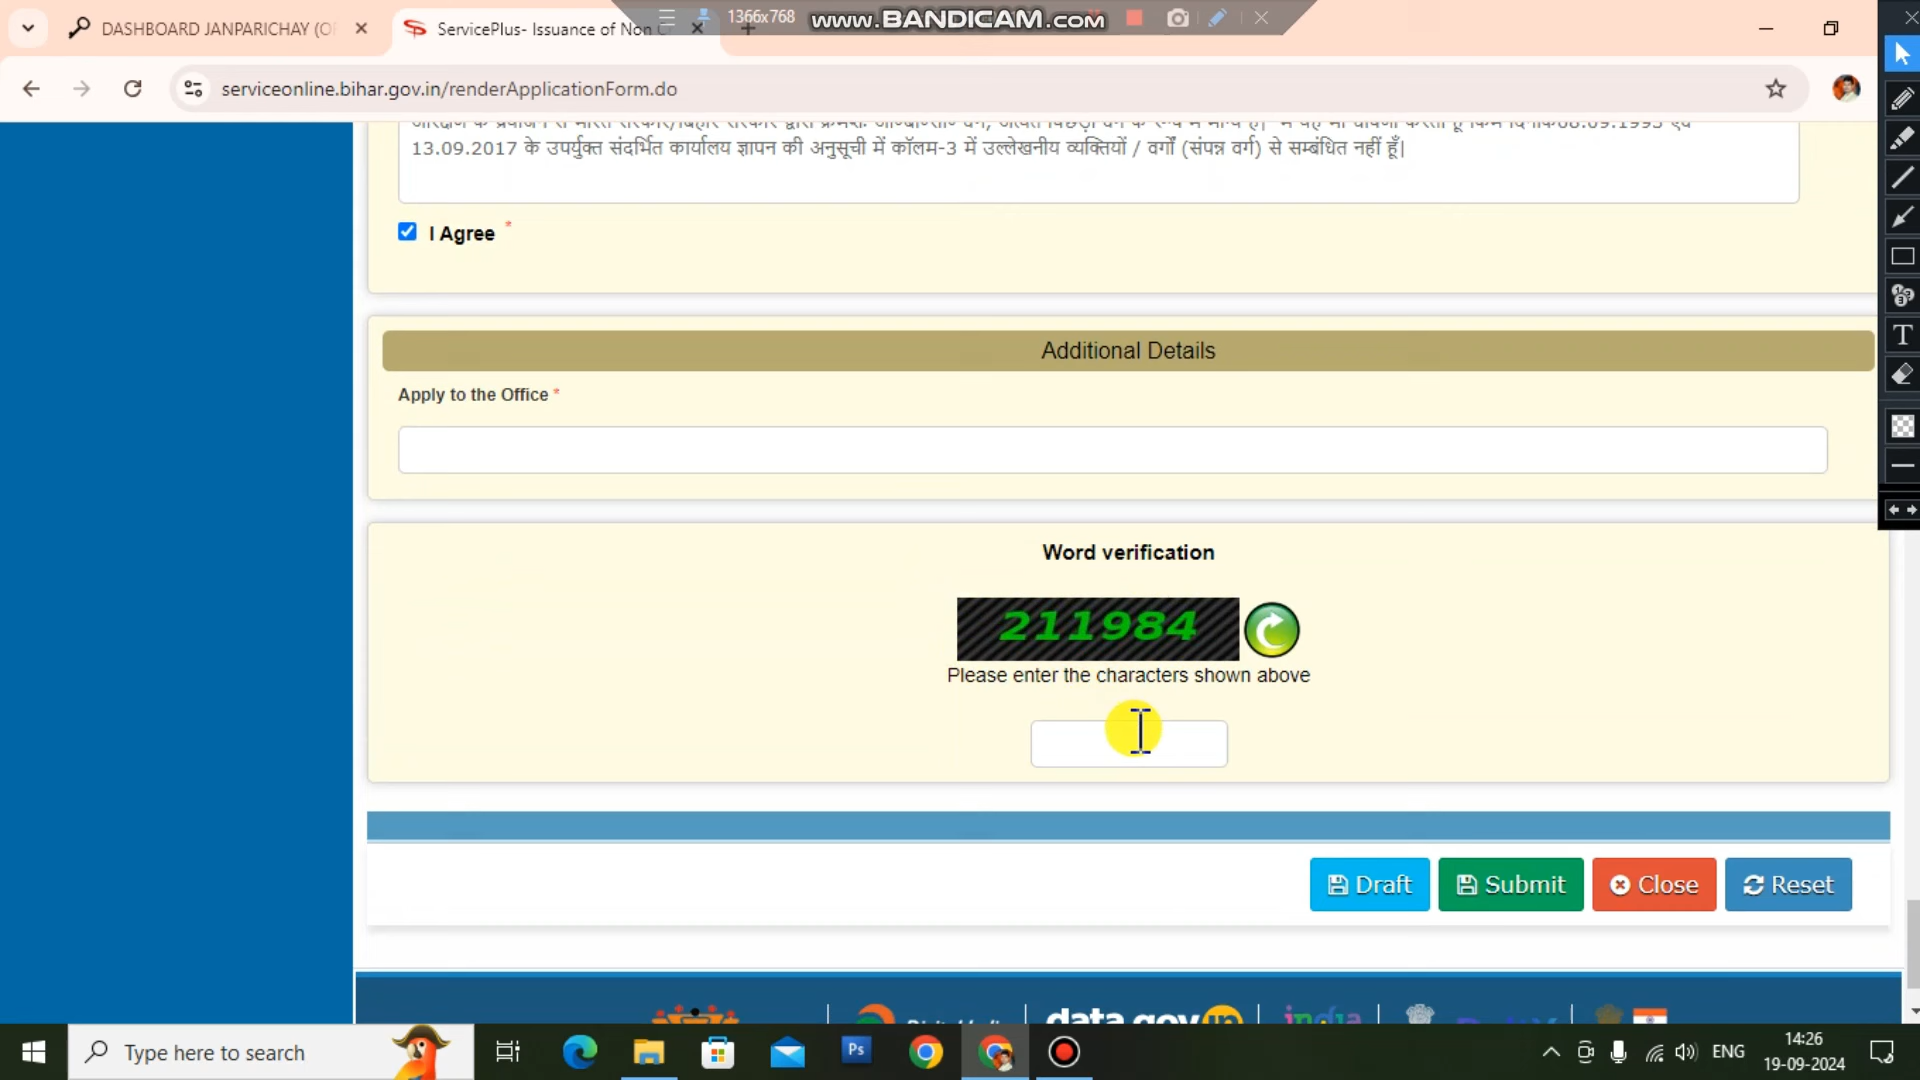 DASHBOARD JANPARICHAY (O
ServicePlus- Issuance of Non
1366x768
www.BANDICAM.com
serviceonline.bihar.gov.in/renderApplicationForm.do
13.09.2017 के उपर्युक्त संदर्भित कार्यालय ज्ञापन की अनुसूची में कॉलम-3 में उल्लेखनीय व्यक्तियों / वर्गों (संपन्न वर्ग) से सम्बंधित नहीं हूँ|
I Agree *
Additional Details
Apply to the Office *
Word verification
211984
Please enter the characters shown above
Draft
Submit
Close
Reset
Type here to search
Ps
ENG
14:26
19-09-2024